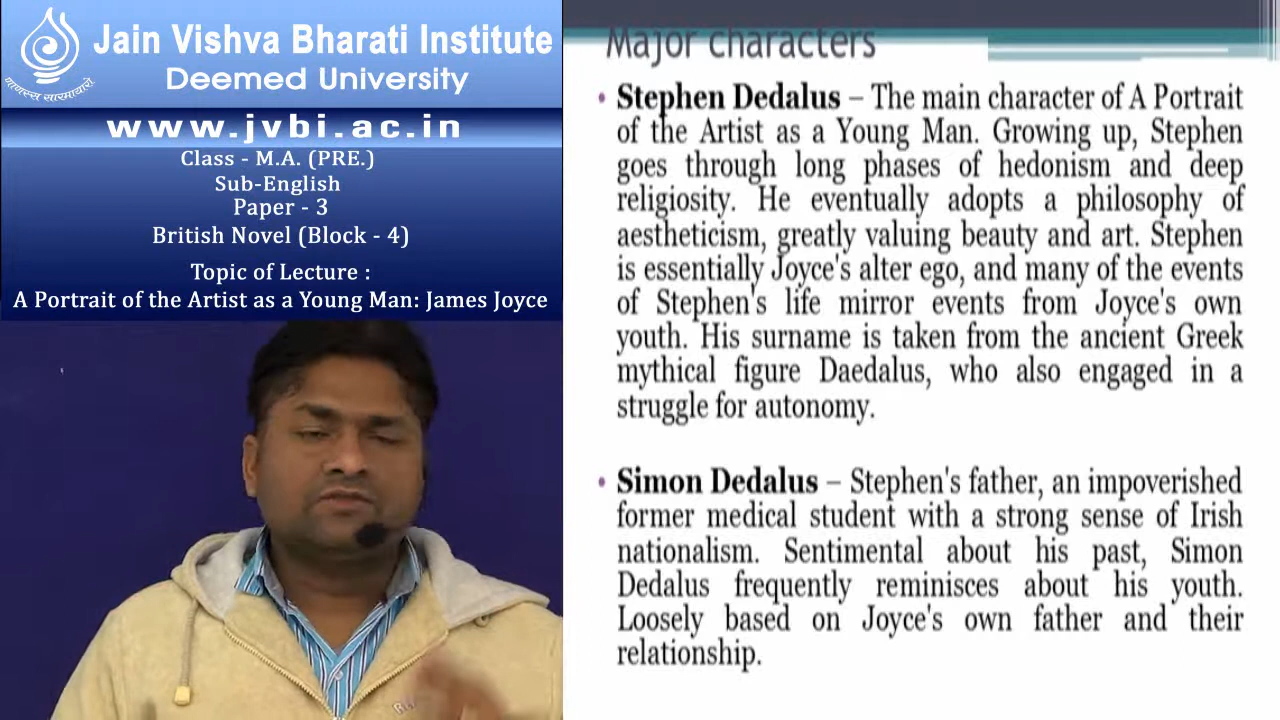 Jain Vishva Bharati Institute
Deemed University
णाणस्स सारमायारो
www.jvbi.ac.in
Class - M.A. (PRE.)
Sub-English
Paper - 3
British Novel (Block - 4)
Topic of Lecture :
A Portrait of the Artist as a Young Man: James Joyce
Major characters
• Stephen Dedalus – The main character of A Portrait
of the Artist as a Young Man. Growing up, Stephen
goes through long phases of hedonism and deep
religiosity. He eventually adopts a philosophy of
aestheticism, greatly valuing beauty and art. Stephen
is essentially Joyce's alter ego, and many of the events
of Stephen's life mirror events from Joyce's own
youth. His surname is taken from the ancient Greek
mythical figure Daedalus, who also engaged in a
struggle for autonomy.
• Simon Dedalus – Stephen's father, an impoverished
former medical student with a strong sense of Irish
nationalism. Sentimental about his past, Simon
Dedalus frequently reminisces about his youth.
Loosely based on Joyce's own father and their
relationship.